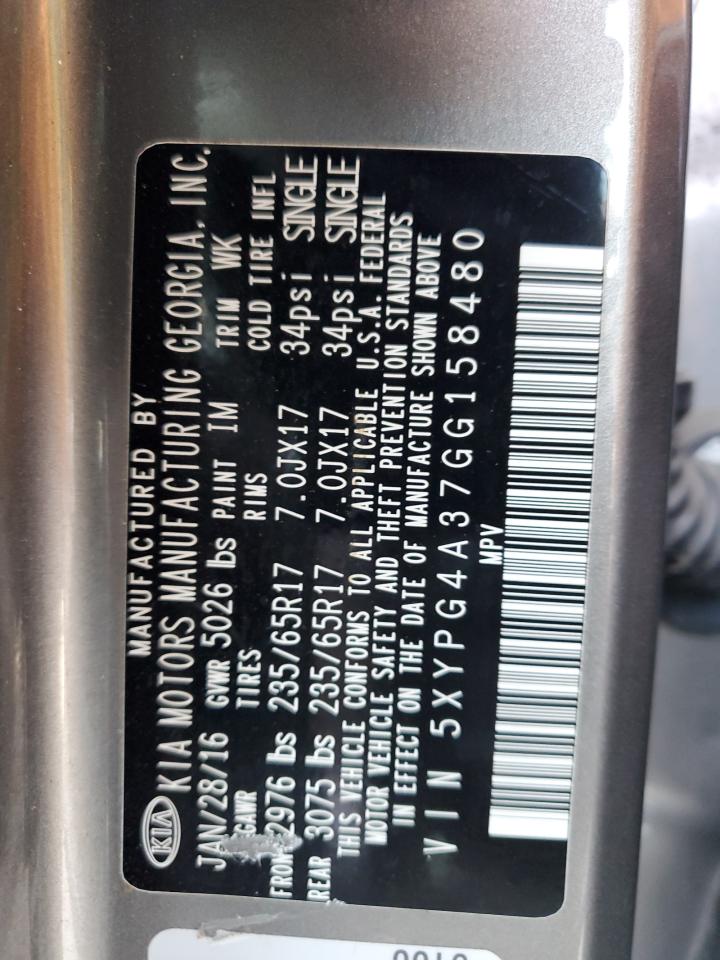 MANUFACTURED BY
KIA KIA MOTORS MANUFACTURING GEORGIA, INC.
JAN/28/16 GVWR 5026 lbs PAINT IM TRIM WK
GAWR TIRES RIMS COLD TIRE INFL
FRON 2976 lbs 235/65R17 7.0JX17 34psi SINGLE
REAR 3075 lbs 235/65R17 7.0JX17 34psi SINGLE
THIS VEHICLE CONFORMS TO ALL APPLICABLE U.S.A. FEDERAL
MOTOR VEHICLE SAFETY AND THEFT PREVENTION STANDARDS
IN EFFECT ON THE DATE OF MANUFACTURE SHOWN ABOVE
VIN 5XYPG4A37GG158480
MPV